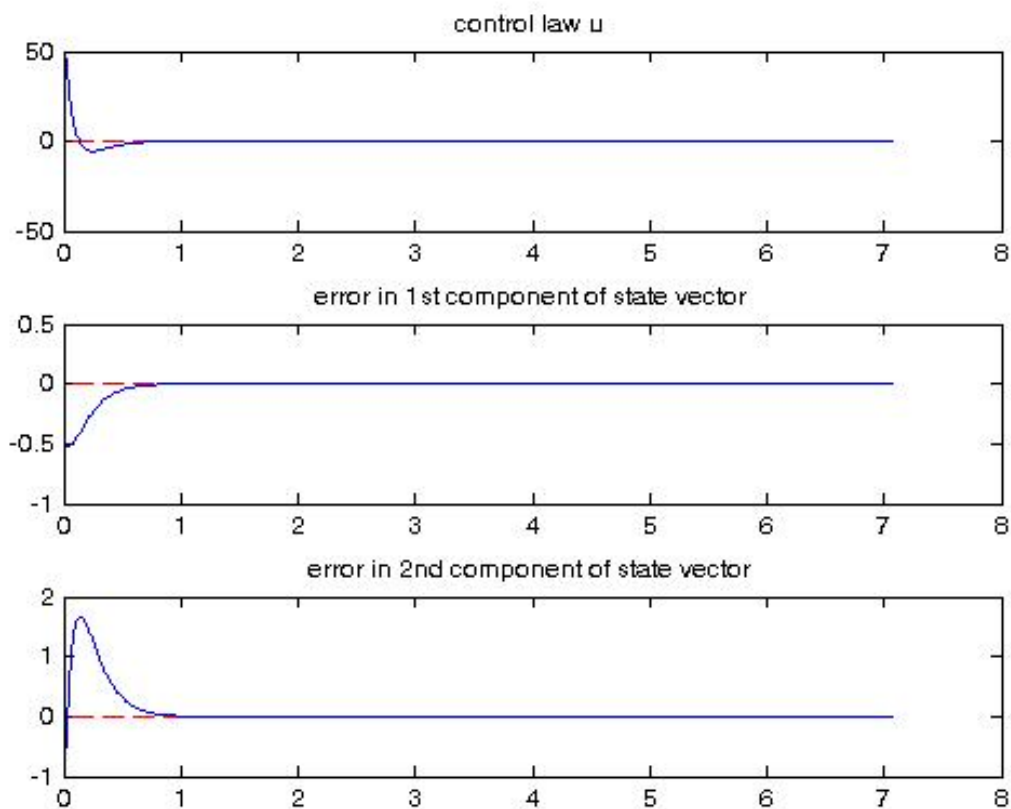 control law u
50
0
-50
0 1 2 3 4 5 6 7 8
error in 1st component of state vector
0.5
0
-0.5
-1
0 1 2 3 4 5 6 7 8
error in 2nd component of state vector
2
1
0
-1
0 1 2 3 4 5 6 7 8